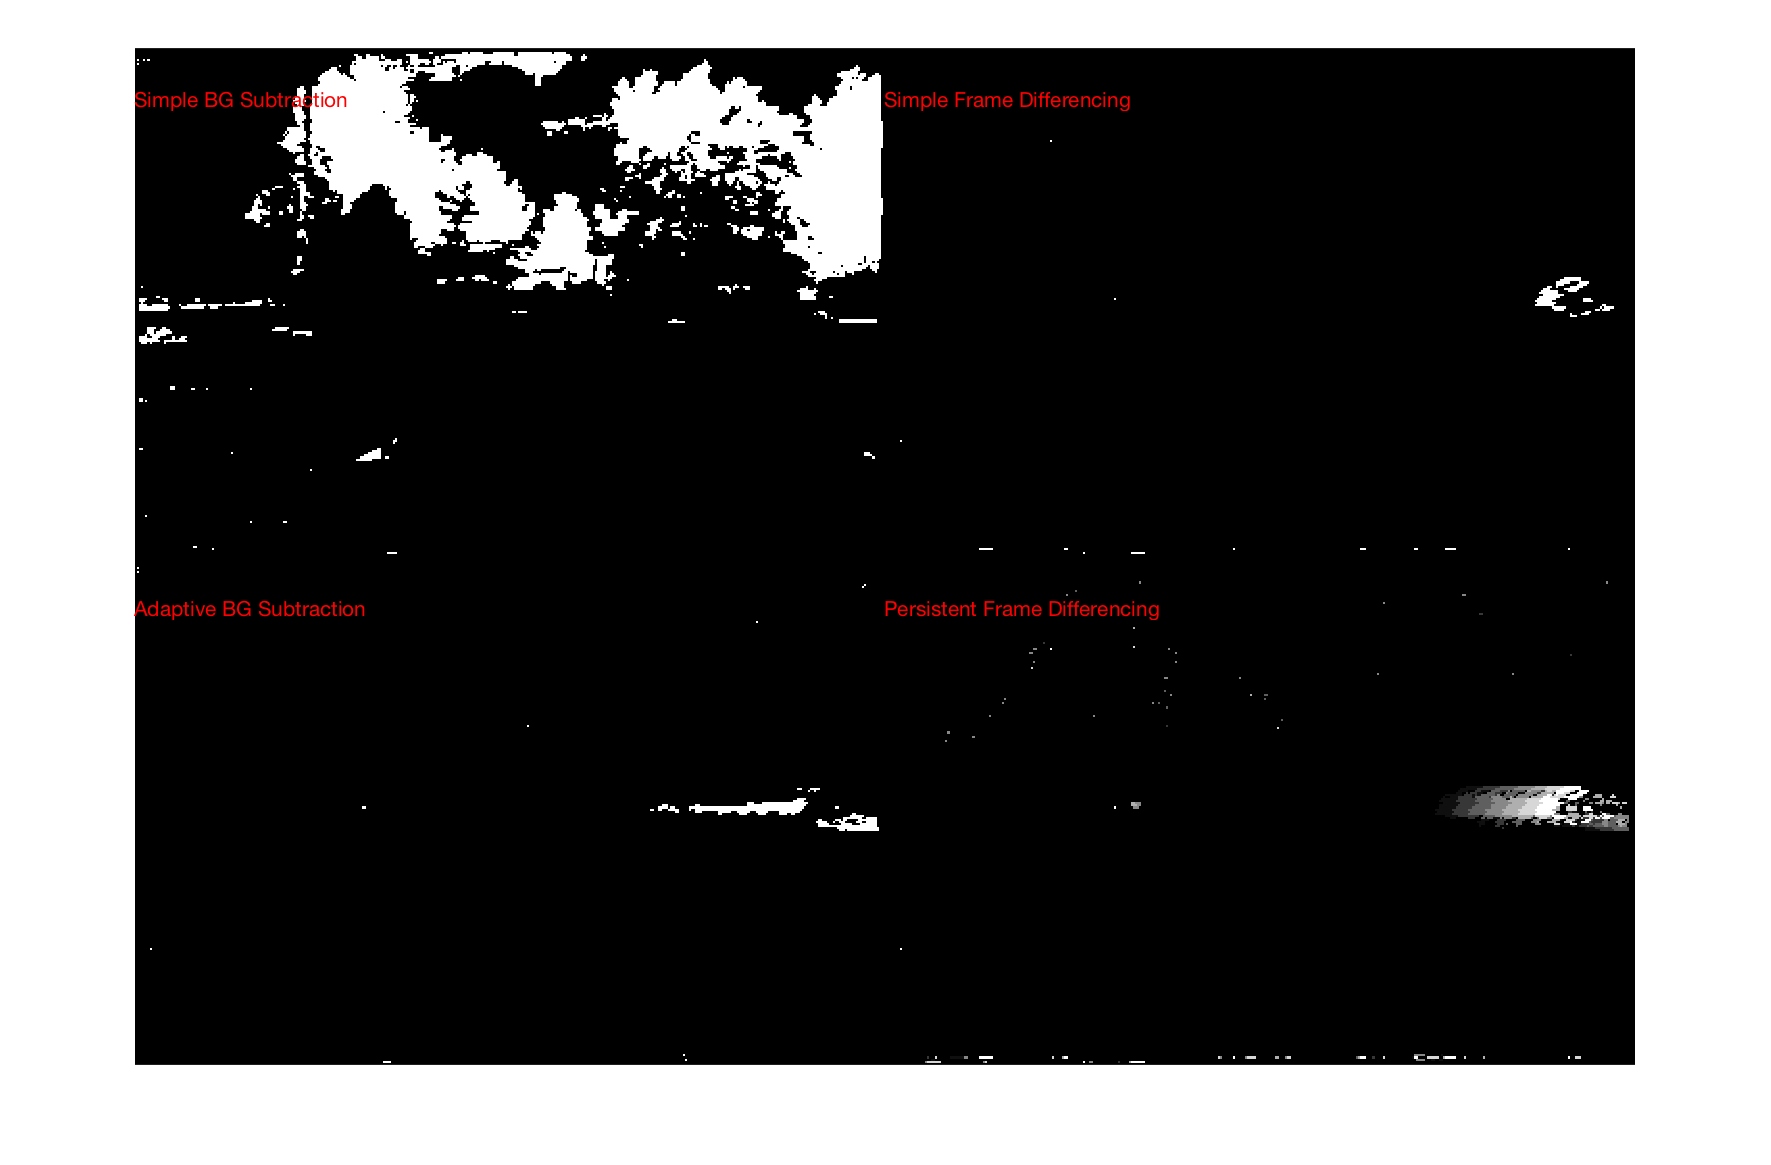 Simple BG Subtraction
Simple Frame Differencing
Adaptive BG Subtraction
Persistent Frame Differencing